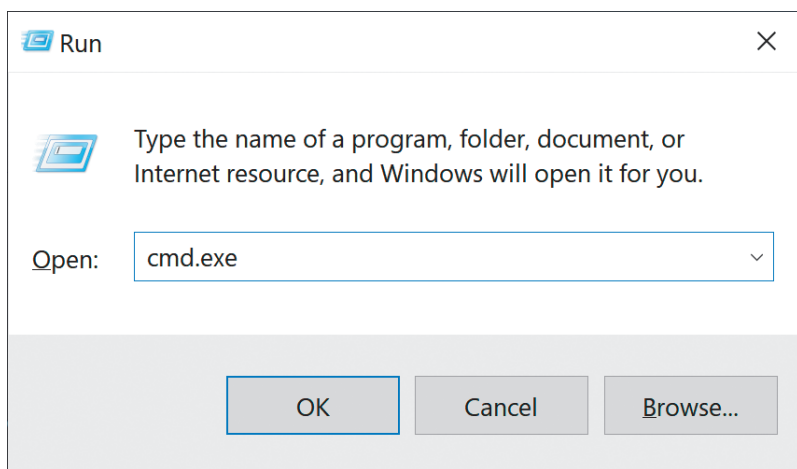 Run
Type the name of a program, folder, document, or
Internet resource, and Windows will open it for you.
Open: cmd.exe
OK Cancel Browse...